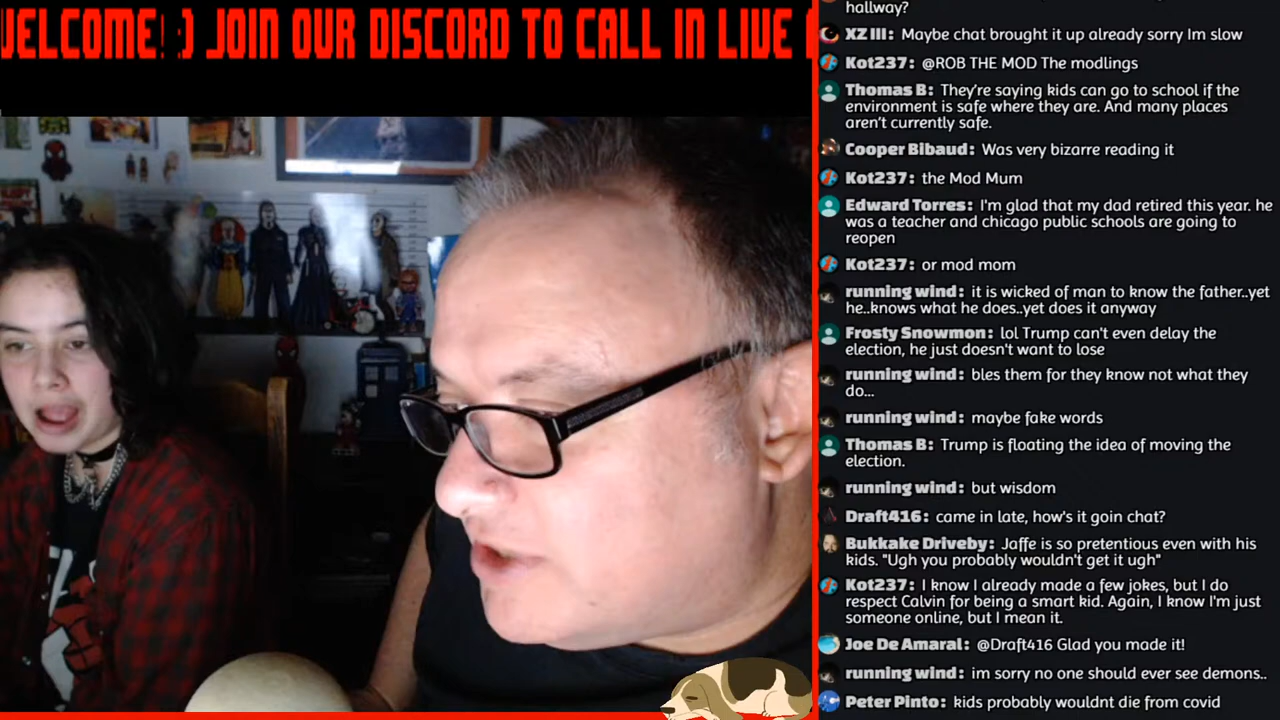 WELCOME! :) JOIN OUR DISCORD TO CALL IN LIVE
hallway?
XZ III: Maybe chat brought it up already sorry Im slow
Kot237: @ROB THE MOD The modlings
Thomas B: They're saying kids can go to school if the
environment is safe where they are. And many places
aren't currently safe.
Cooper Bibaud: Was very bizarre reading it
Kot237: the Mod Mum
Edward Torres: I'm glad that my dad retired this year. he
was a teacher and chicago public schools are going to
reopen
Kot237: or mod mom
running wind: it is wicked of man to know the father..yet
he..knows what he does..yet does it anyway
Frosty Snowmon: lol Trump can't even delay the
election, he just doesn't want to lose
running wind: bles them for they know not what they
do...
running wind: maybe fake words
Thomas B: Trump is floating the idea of moving the
election.
running wind: but wisdom
Draft416: came in late, how's it goin chat?
Bukkake Driveby: Jaffe is so pretentious even with his
kids. "Ugh you probably wouldn't get it ugh"
Kot237: I know I already made a few jokes, but I do
respect Calvin for being a smart kid. Again, I know I'm just
someone online, but I mean it.
Joe De Amaral: @Draft416 Glad you made it!
running wind: im sorry no one should ever see demons..
Peter Pinto: kids probably wouldnt die from covid